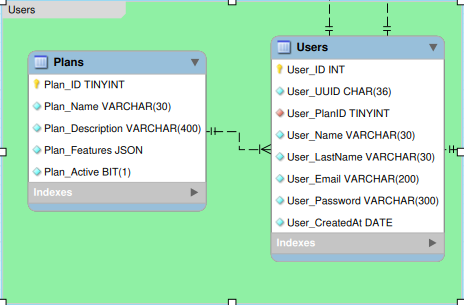 Users
Plans
Plan_ID TINYINT
Plan_Name VARCHAR(30)
Plan_Description VARCHAR(400)
Plan_Features JSON
Plan_Active BIT(1)
Indexes
Users
User_ID INT
User_UUID CHAR(36)
User_PlanID TINYINT
User_Name VARCHAR(30)
User_LastName VARCHAR(30)
User_Email VARCHAR(200)
User_Password VARCHAR(300)
User_CreatedAt DATE
Indexes